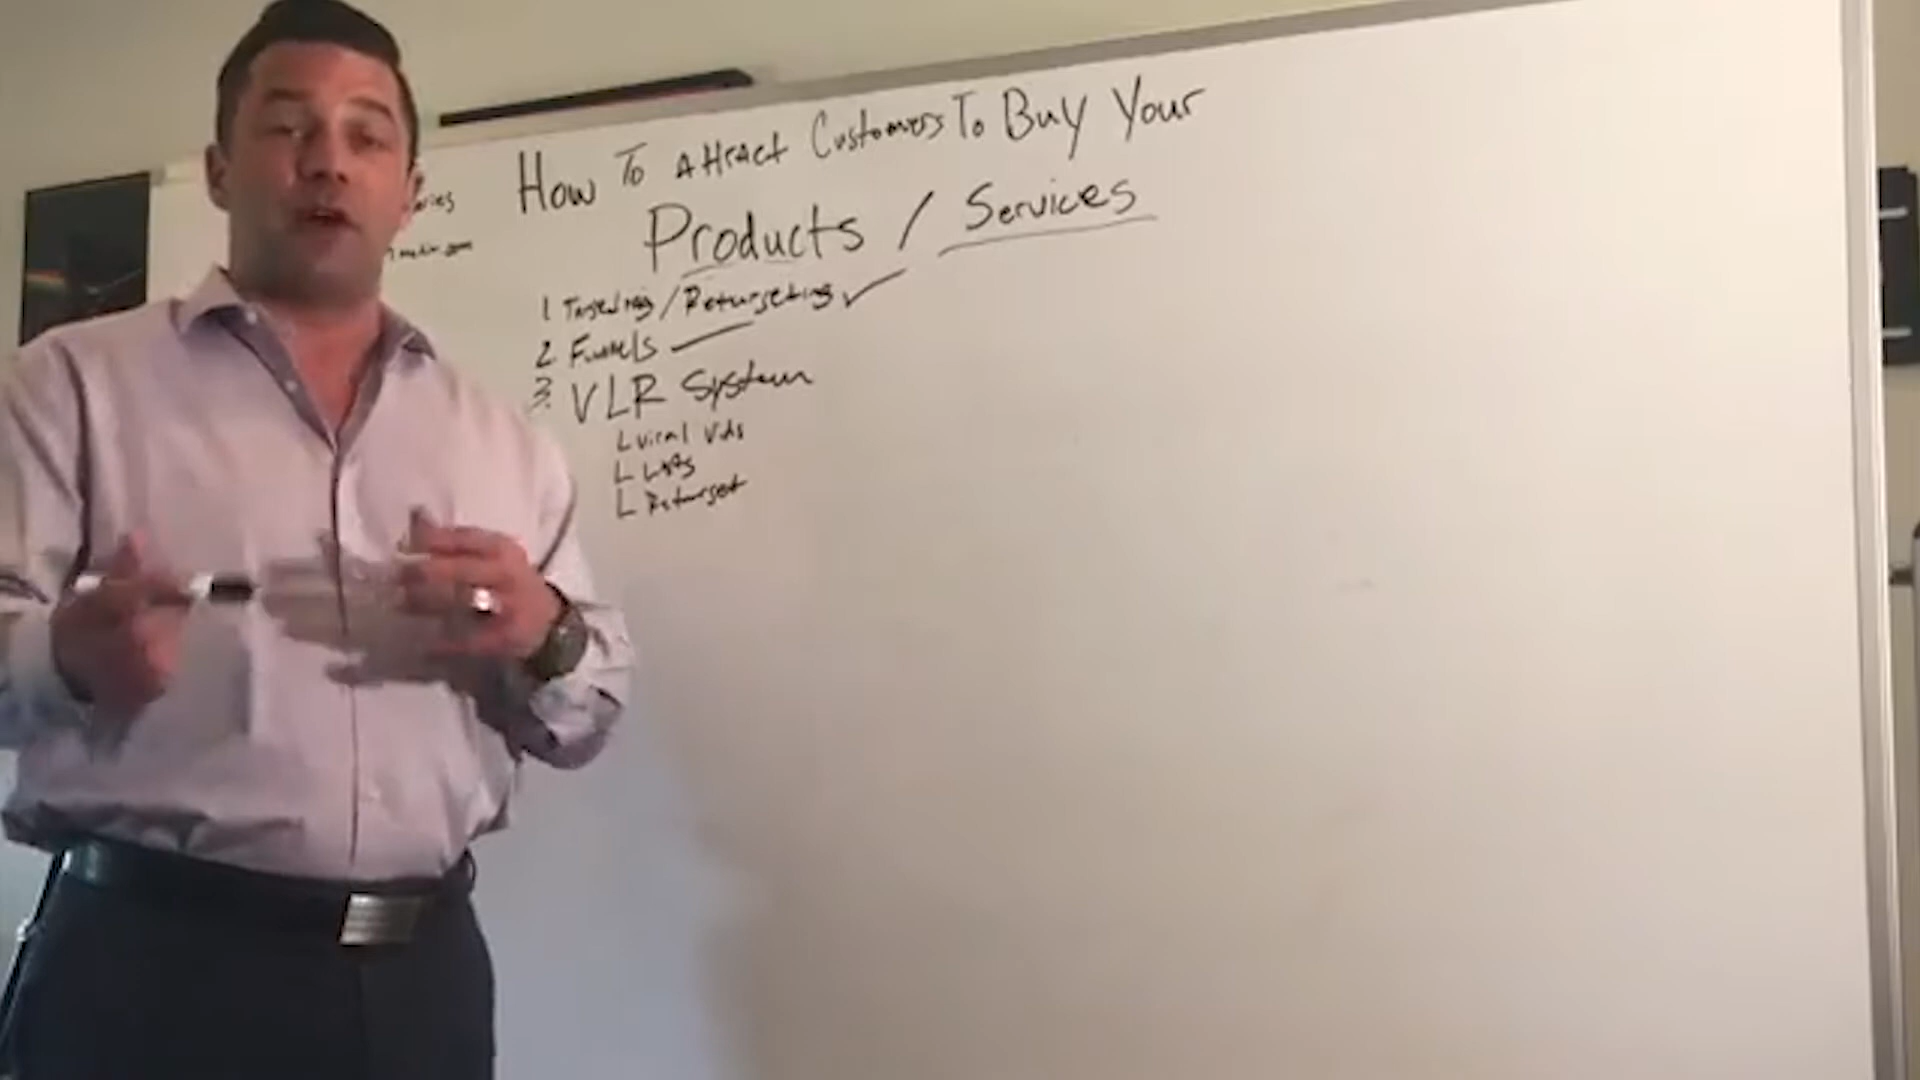 How To Attract Customers To Buy Your
Products / Services
1 Targeting / Retargeting ✓
2. Funnels
3. VLR System
L Viral Vids
L
L Retarget